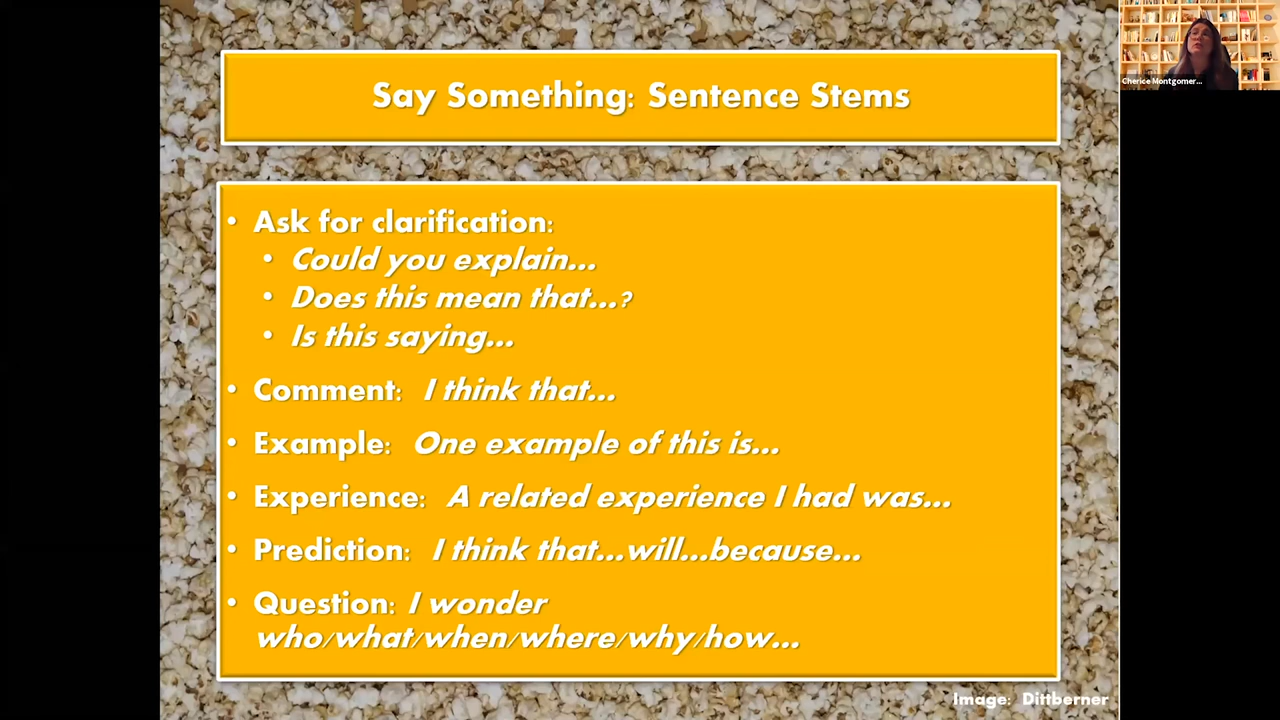 Say Something: Sentence Stems
Cherice Montgomer...
• Ask for clarification:
• Could you explain...
• Does this mean that...?
• Is this saying...
• Comment: I think that...
• Example: One example of this is...
• Experience: A related experience I had was...
• Prediction: I think that...will...because...
• Question: I wonder
who/what/when/where/why/how...
Image: Dittberner